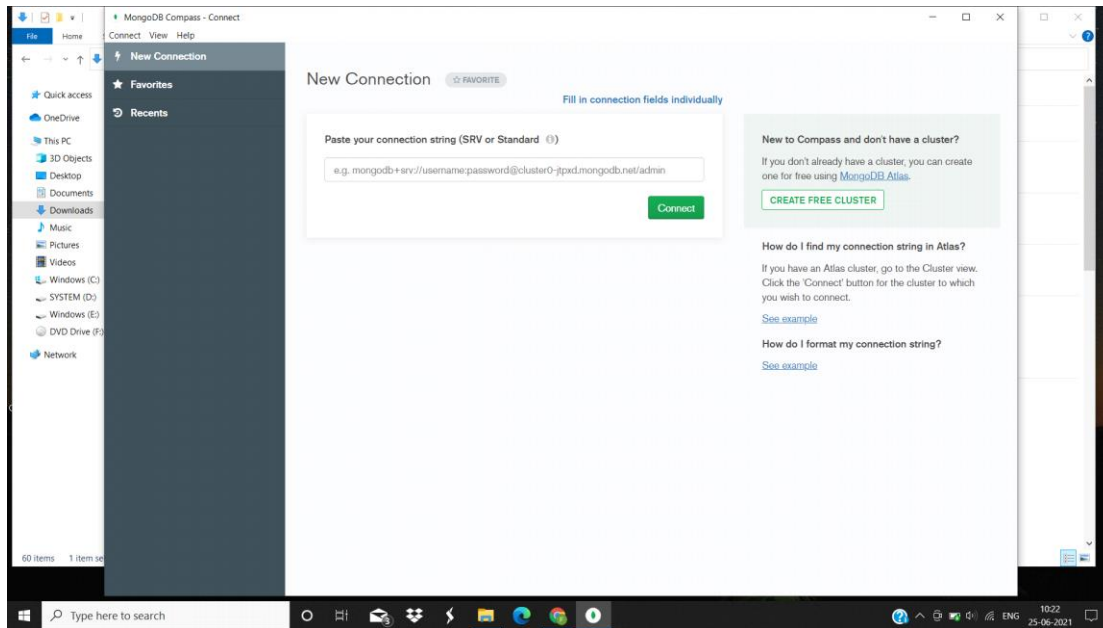 MongoDB Compass - Connect
File
Home
Connect View Help
New Connection
Favorites
Recents
Quick access
OneDrive
This PC
3D Objects
Desktop
Documents
Downloads
Music
Pictures
Videos
Windows (C:)
SYSTEM (D:)
Windows (E:)
DVD Drive (F:)
Network
60 items 1 item se
New Connection
FAVORITE
Fill in connection fields individually
Paste your connection string (SRV or Standard)
e.g. mongodb+srv://username:password@cluster0-jtpxd.mongodb.net/admin
Connect
New to Compass and don't have a cluster?
If you don't already have a cluster, you can create
one for free using MongoDB Atlas.
CREATE FREE CLUSTER
How do I find my connection string in Atlas?
If you have an Atlas cluster, go to the Cluster view.
Click the 'Connect' button for the cluster to which
you wish to connect.
See example
How do I format my connection string?
See example
Type here to search
ENG
10:22
25-06-2021